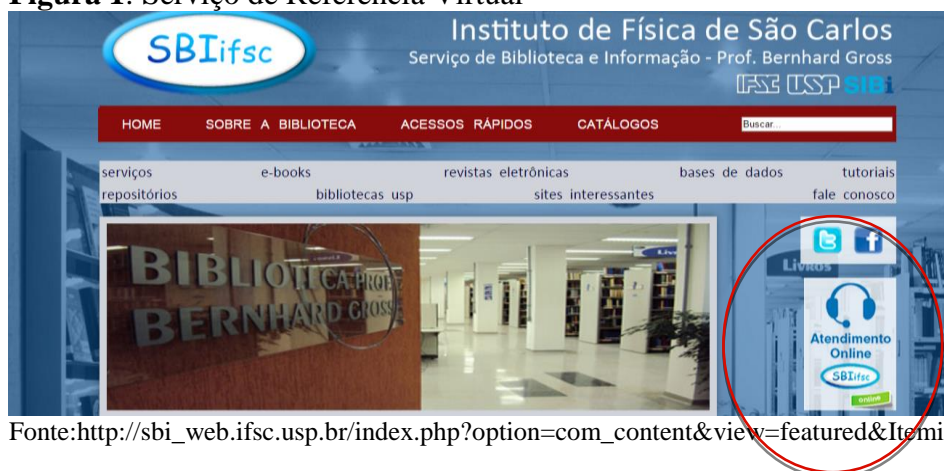 Figura 1: Serviço de Referência Virtual
SBIifsc
Instituto de Física de São Carlos
Serviço de Biblioteca e Informação - Prof. Bernhard Gross
IFSC USP SIBi
HOME SOBRE A BIBLIOTECA ACESSOS RÁPIDOS CATÁLOGOS Buscar...
serviços e-books revistas eletrônicas bases de dados tutoriais
repositórios bibliotecas usp sites interessantes fale conosco
BIBLIOTECA PROF.
BERNHARD GROSS
Livros
Atendimento
Online
SBIifsc
online
Fonte:http://sbi_web.ifsc.usp.br/index.php?option=com_content&view=featured&Itemi